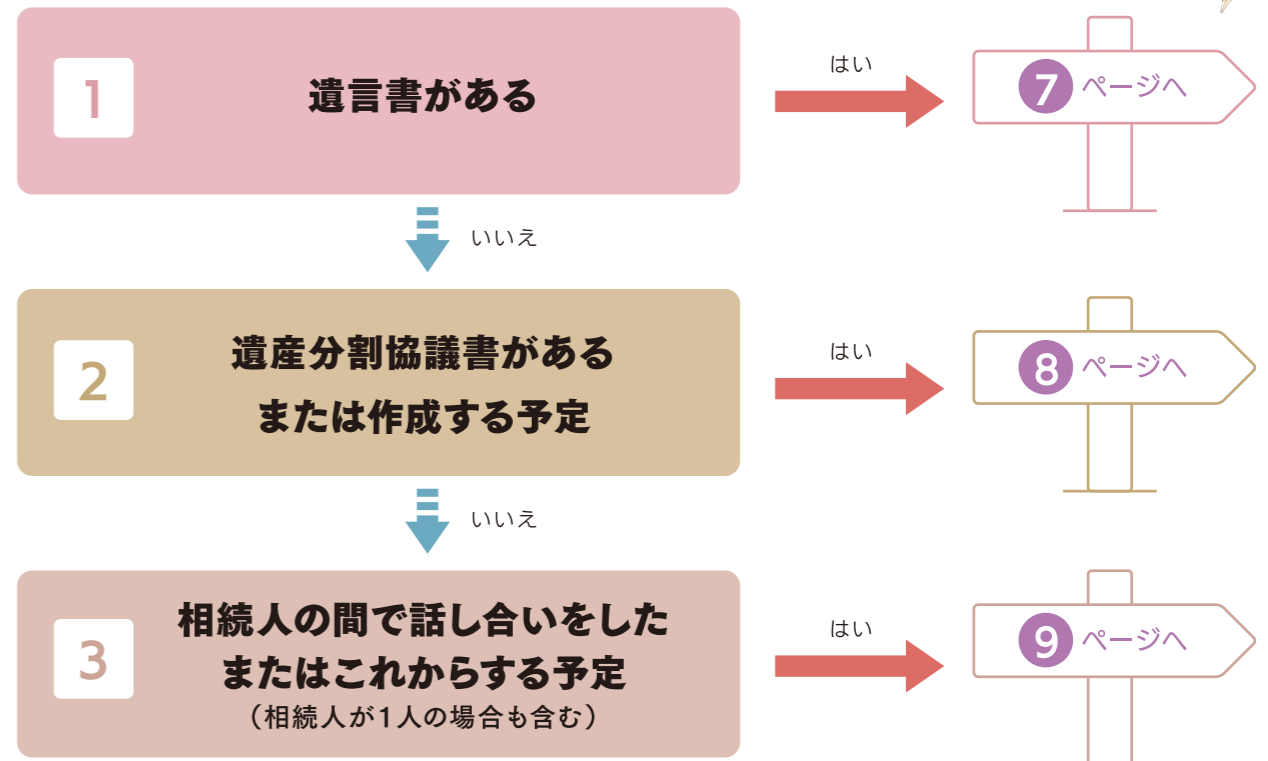 1
遺言書がある
はい
7 ページへ
いいえ
2
遺産分割協議書がある
または作成する予定
はい
8 ページへ
いいえ
3
相続人の間で話し合いをした
またはこれからする予定
（相続人が1人の場合も含む）
はい
9 ページへ